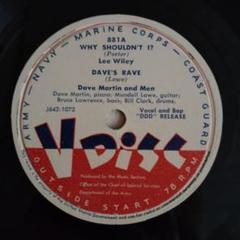 ARMY — NAVY — MARINE CORPS — COAST GUARD
881A
WHY SHOULDN'T I?
(Porter)
Lee Wiley
DAVE'S RAVE
(Lowe)
Dave Martin and Men
Dave Martin, piano; Mundell Lowe, guitar;
Bruce Lawrence, bass; Bill Clark, drums.
J642-1072
Vocal and Bop
"DDD" RELEASE
V DISC
Produced by the Music Section
Office of the Chief of Special Services
Department of the Army
OUTSIDE START — 78 R.P.M.